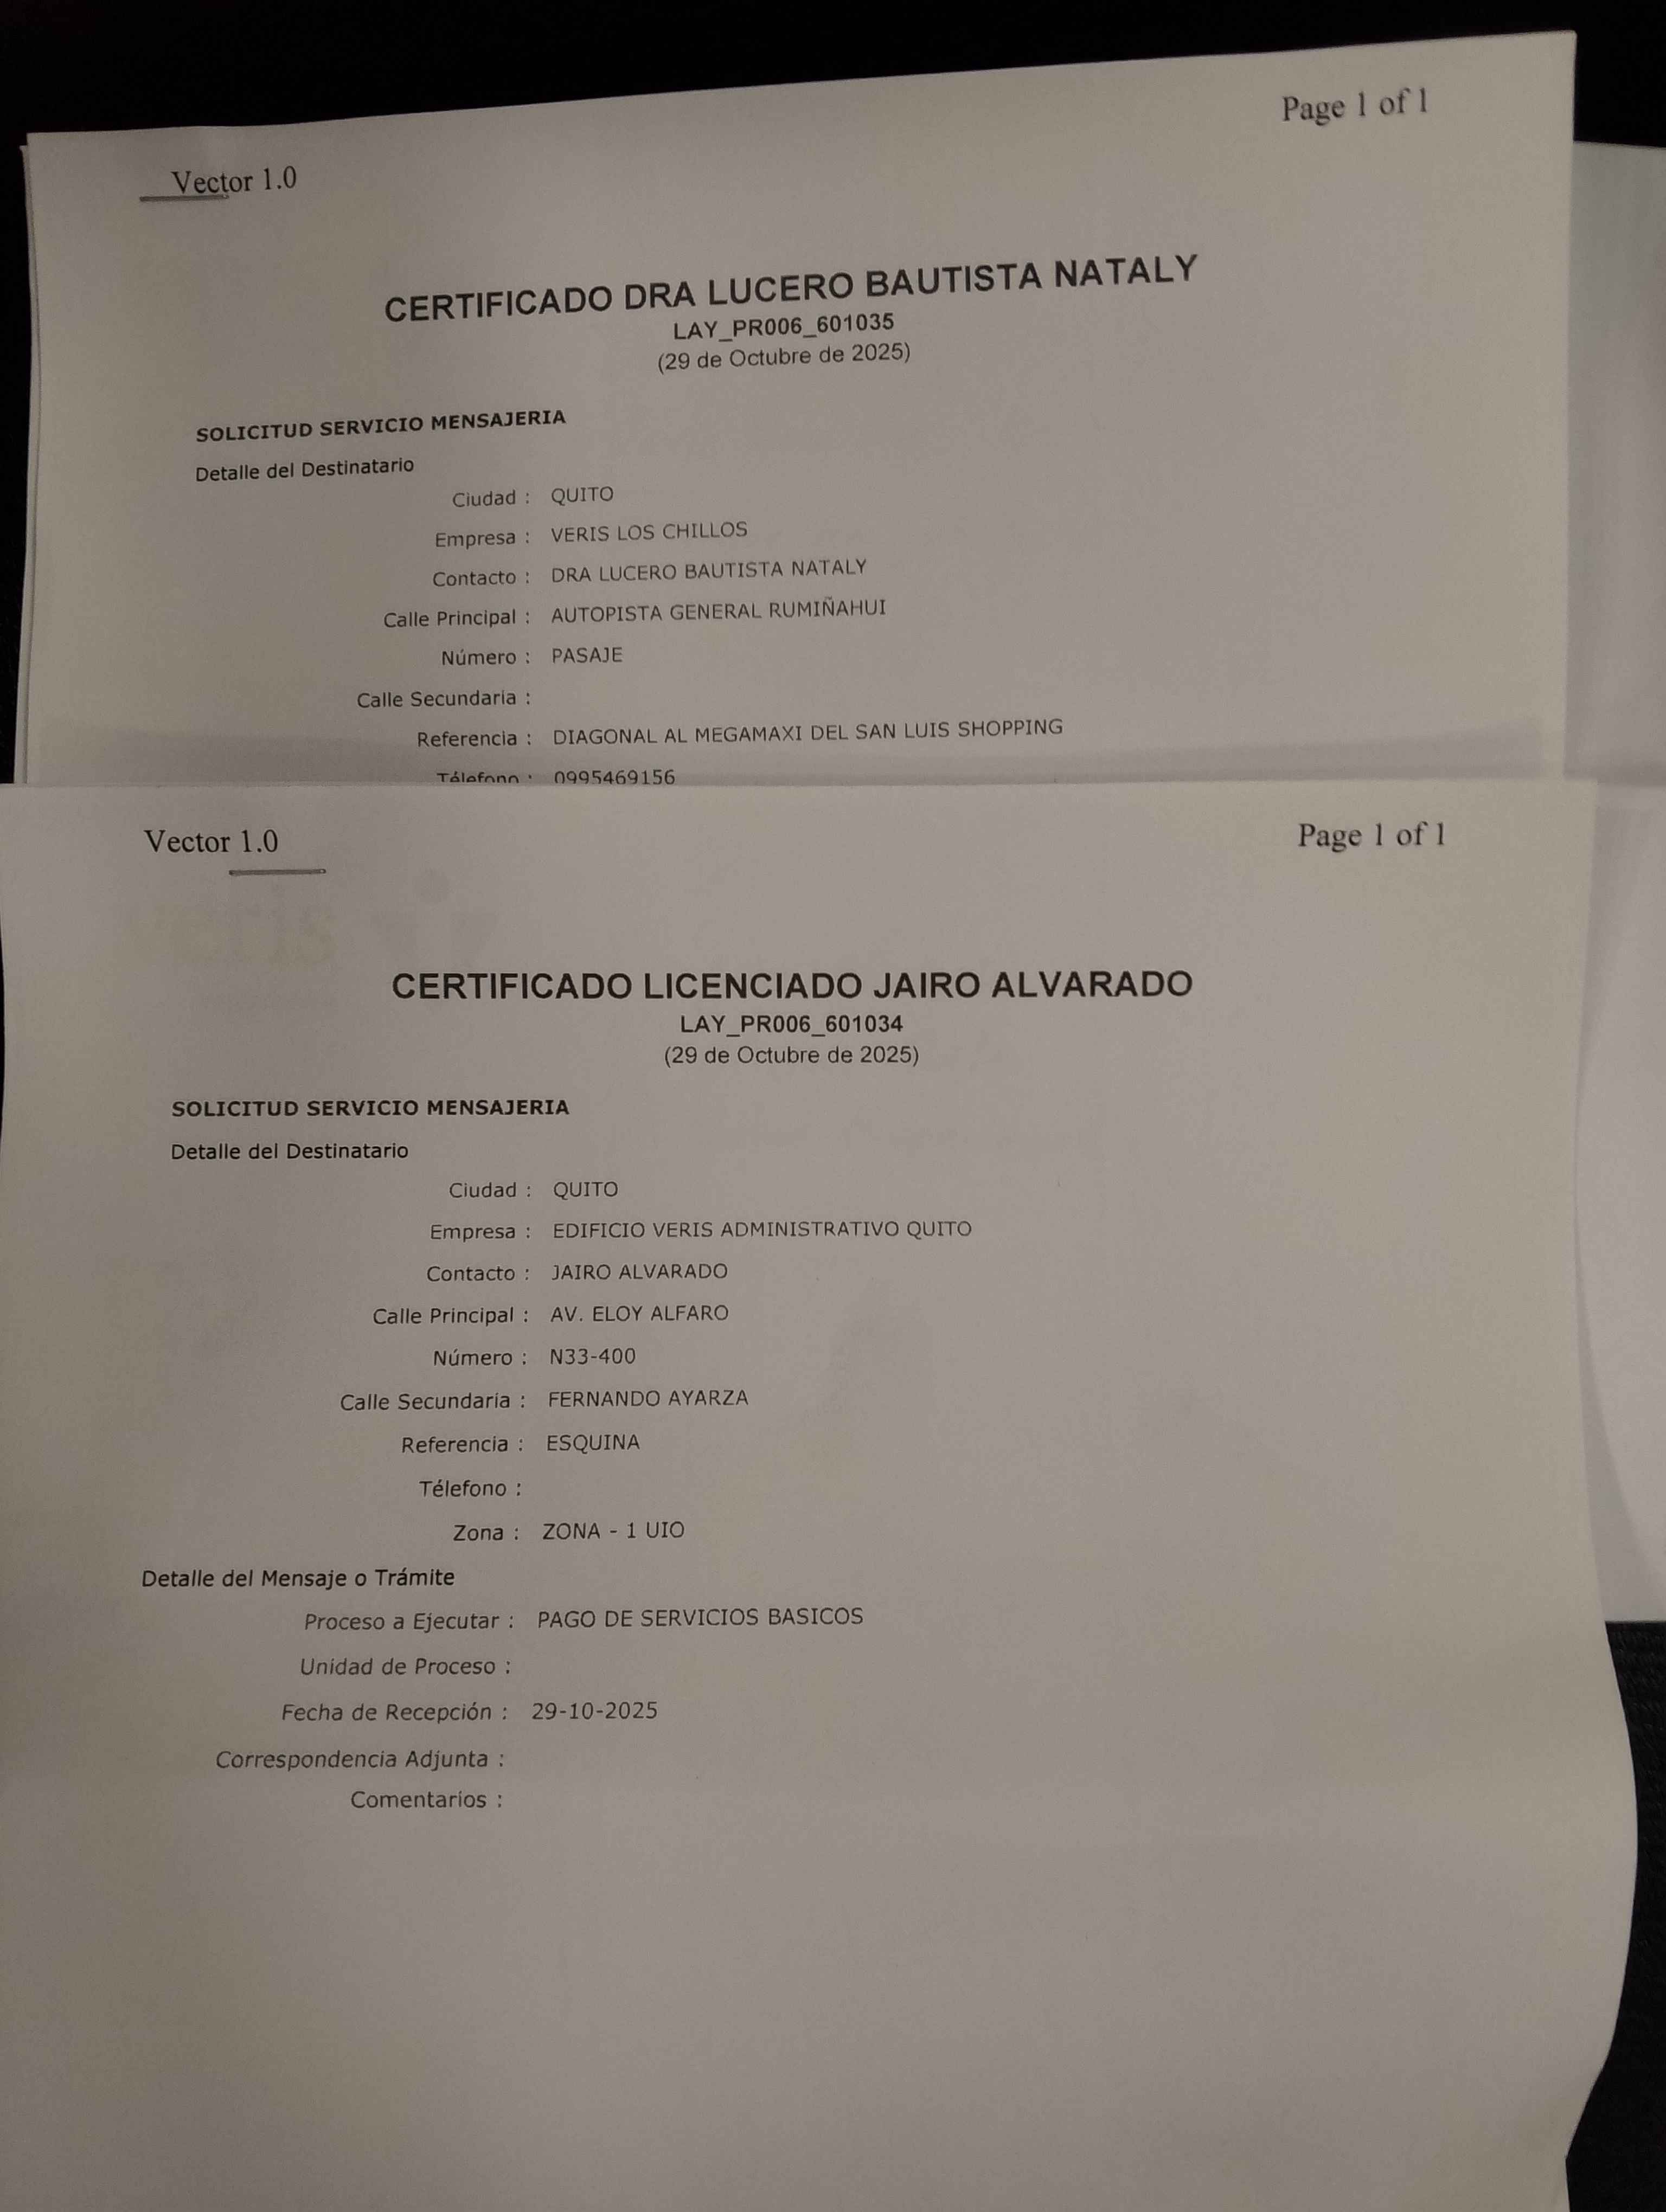 Page 1 of 1
Vector 1.0
CERTIFICADO DRA LUCERO BAUTISTA NATALY
LAY_PR006_601035
(29 de Octubre de 2025)
SOLICITUD SERVICIO MENSAJERIA
Detalle del Destinatario
Ciudad : QUITO
Empresa : VERIS LOS CHILLOS
Contacto : DRA LUCERO BAUTISTA NATALY
Calle Principal : AUTOPISTA GENERAL RUMIÑAHUI
Número : PASAJE
Calle Secundaria :
Referencia : DIAGONAL AL MEGAMAXI DEL SAN LUIS SHOPPING
Télefono : 0995469156
Vector 1.0 Page 1 of 1
CERTIFICADO LICENCIADO JAIRO ALVARADO
LAY_PR006_601034
(29 de Octubre de 2025)
SOLICITUD SERVICIO MENSAJERIA
Detalle del Destinatario
Ciudad : QUITO
Empresa : EDIFICIO VERIS ADMINISTRATIVO QUITO
Contacto : JAIRO ALVARADO
Calle Principal : AV. ELOY ALFARO
Número : N33-400
Calle Secundaria : FERNANDO AYARZA
Referencia : ESQUINA
Télefono :
Zona : ZONA - 1 UIO
Detalle del Mensaje o Trámite
Proceso a Ejecutar : PAGO DE SERVICIOS BASICOS
Unidad de Proceso :
Fecha de Recepción : 29-10-2025
Correspondencia Adjunta :
Comentarios :